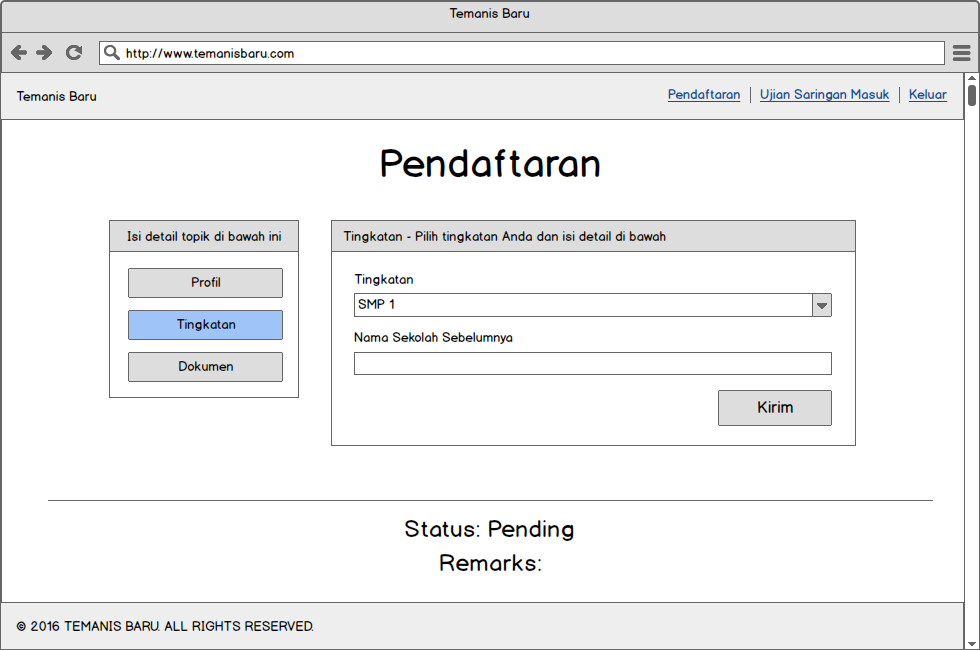 Temanis Baru
http://www.temanisbaru.com
Temanis Baru
Pendaftaran | Ujian Saringan Masuk | Keluar
Pendaftaran
Isi detail topik di bawah ini
Profil
Tingkatan
Dokumen
Tingkatan - Pilih tingkatan Anda dan isi detail di bawah
Tingkatan
SMP 1
Nama Sekolah Sebelumnya
Kirim
Status: Pending
Remarks:
© 2016 TEMANIS BARU. ALL RIGHTS RESERVED.